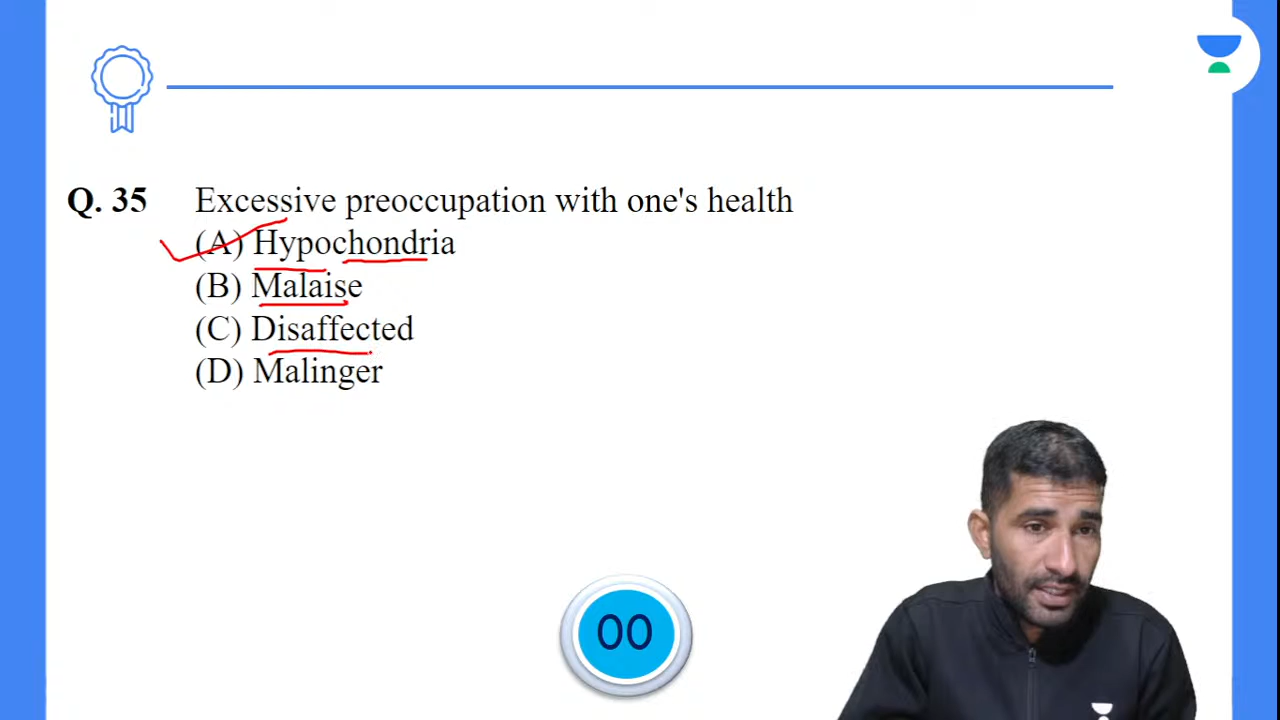 Q. 35 Excessive preoccupation with one's health
(A) Hypochondria
(B) Malaise
(C) Disaffected
(D) Malinger
00